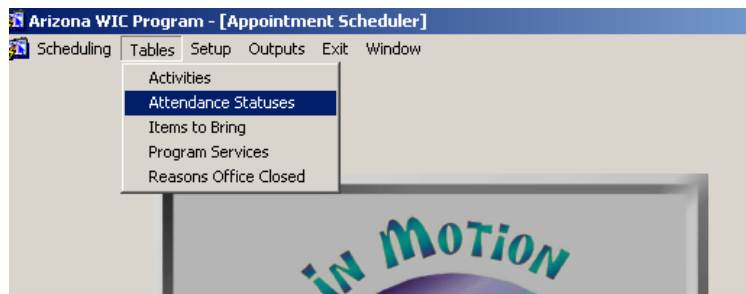 Arizona WIC Program - [Appointment Scheduler]
Scheduling Tables Setup Outputs Exit Window
Activities
Attendance Statuses
Items to Bring
Program Services
Reasons Office Closed
in Motion